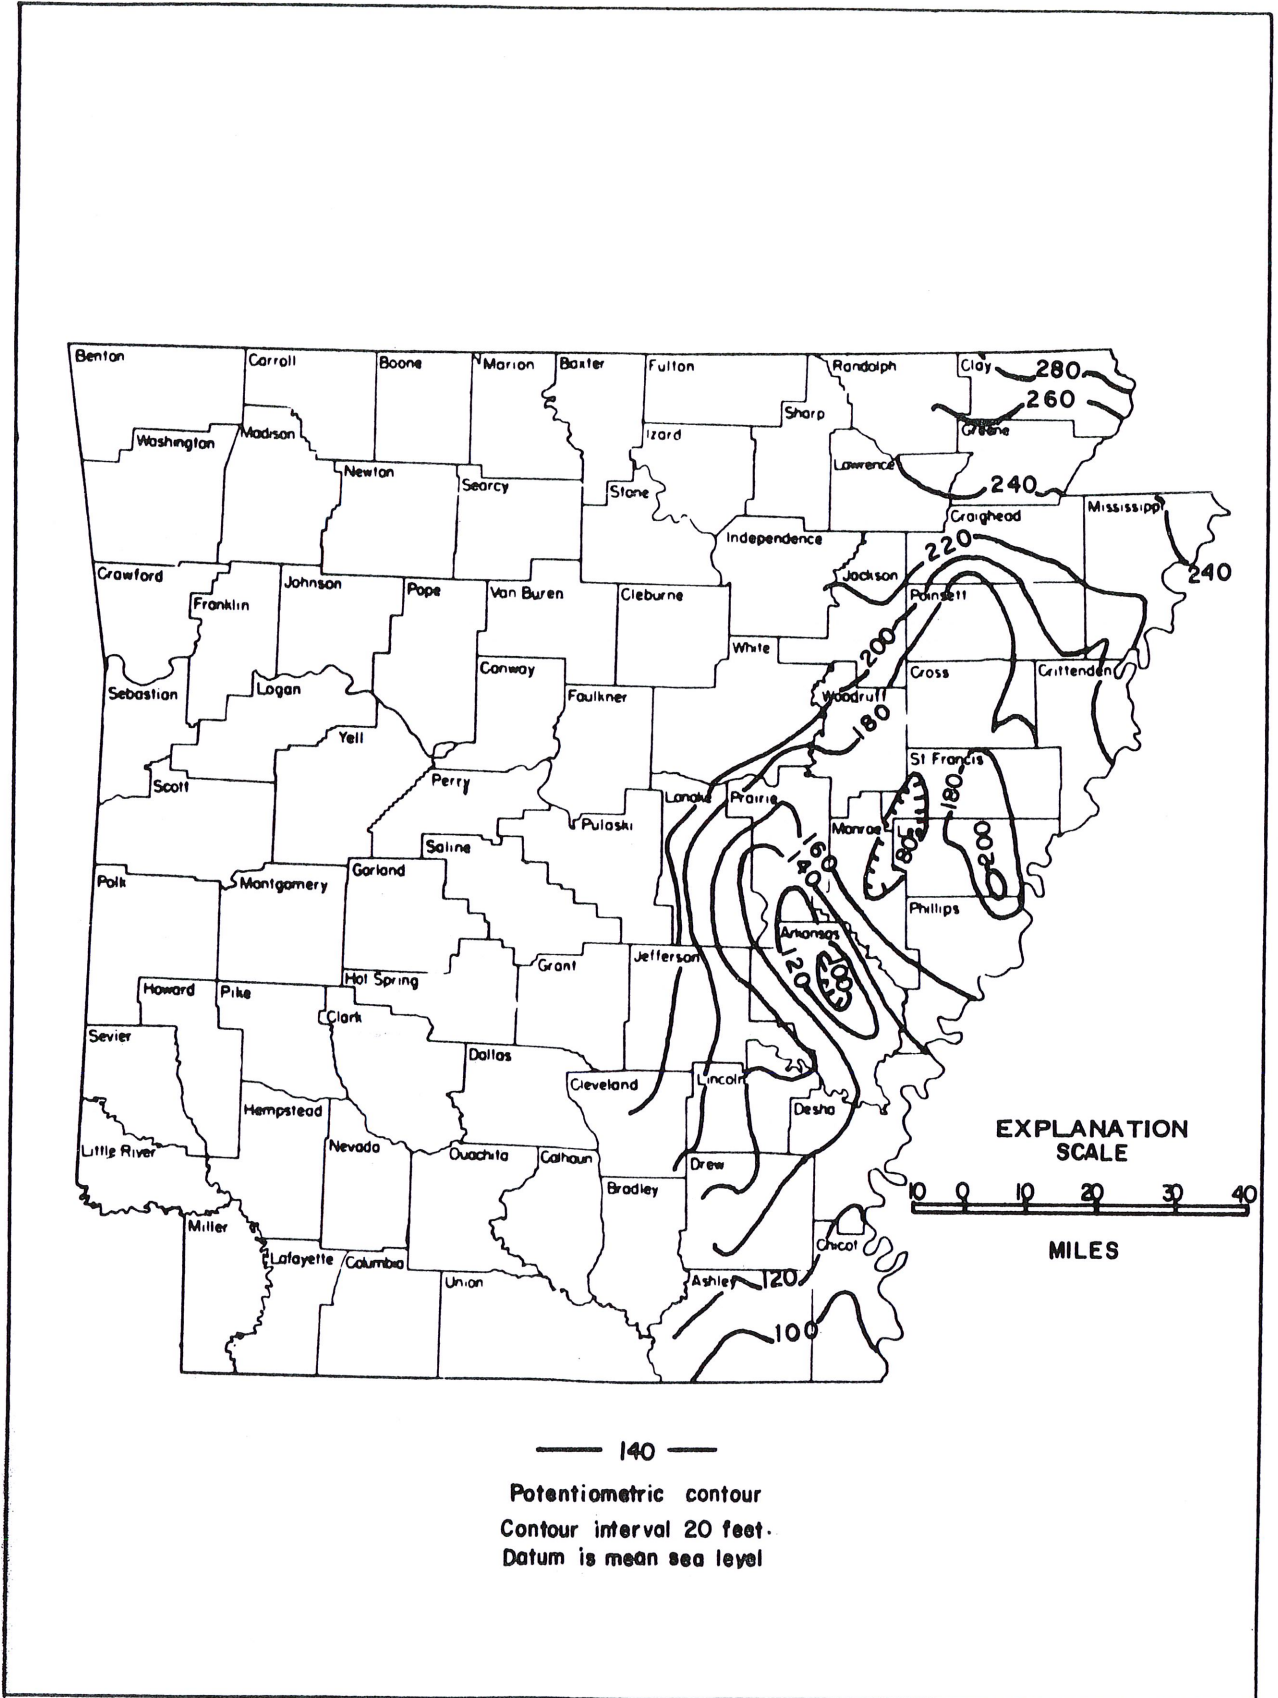 Benton
Carroll
Boone
Marion
Baxter
Fulton
Randolph
Clay
280
260
Sharp
Greene
Washington
Madison
Izard
Newton
Lawrence
Searcy
Stone
240
Mississippi
Craighead
Independence
220
240
Crawford
Johnson
Jackson
Franklin
Pope
Van Buren
Cleburne
Poinsett
White
200
Conway
Cross
Crittenden
Sebastian
Logan
Faulkner
Woodruff
180
Yell
St Francis
Scott
Perry
Lonoke
Prairie
180
Pulaski
Monroe
Le
80
200
Saline
160
140
Polk
Montgomery
Garland
Phillips
Arkansas
Grant
Jefferson
120
100
Howard
Pike
Hot Spring
Clark
Sevier
Dallas
Cleveland
Lincoln
Hempstead
Desha
EXPLANATION
SCALE
Little River
Nevada
Ouachita
Calhoun
Drew
Bradley
10 0 10 20 30 40
Miller
MILES
Lafayette
Columbia
Union
Chicot
Ashley
120
100
140
Potentiometric contour
Contour interval 20 feet.
Datum is mean sea level